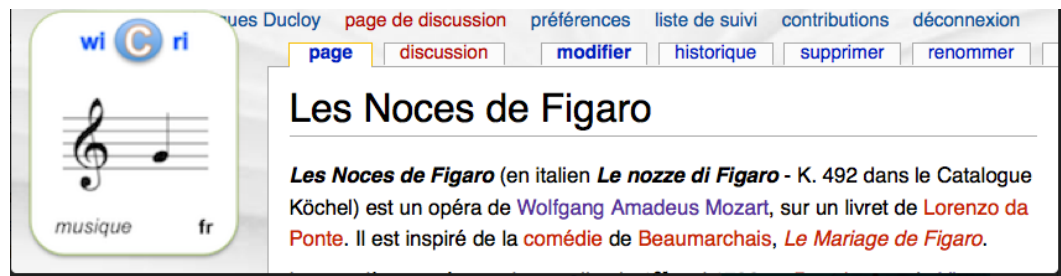 wi C ri
ues Ducloy page de discussion préférences liste de suivi contributions déconnexion
page discussion modifier historique supprimer renommer
musique fr
Les Noces de Figaro
Les Noces de Figaro (en italien Le nozze di Figaro - K. 492 dans le Catalogue
Köchel) est un opéra de Wolfgang Amadeus Mozart, sur un livret de Lorenzo da
Ponte. Il est inspiré de la comédie de Beaumarchais, Le Mariage de Figaro.